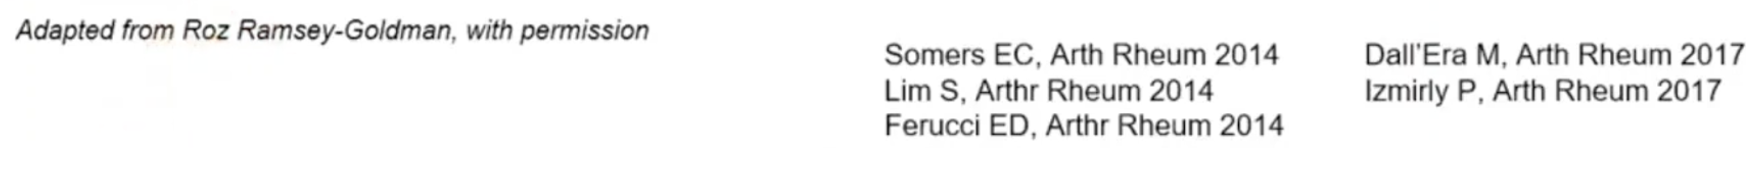 Adapted from Roz Ramsey-Goldman, with permission
Somers EC, Arth Rheum 2014
Lim S, Arthr Rheum 2014
Ferucci ED, Arthr Rheum 2014
Dall'Era M, Arth Rheum 2017
Izmirly P, Arth Rheum 2017